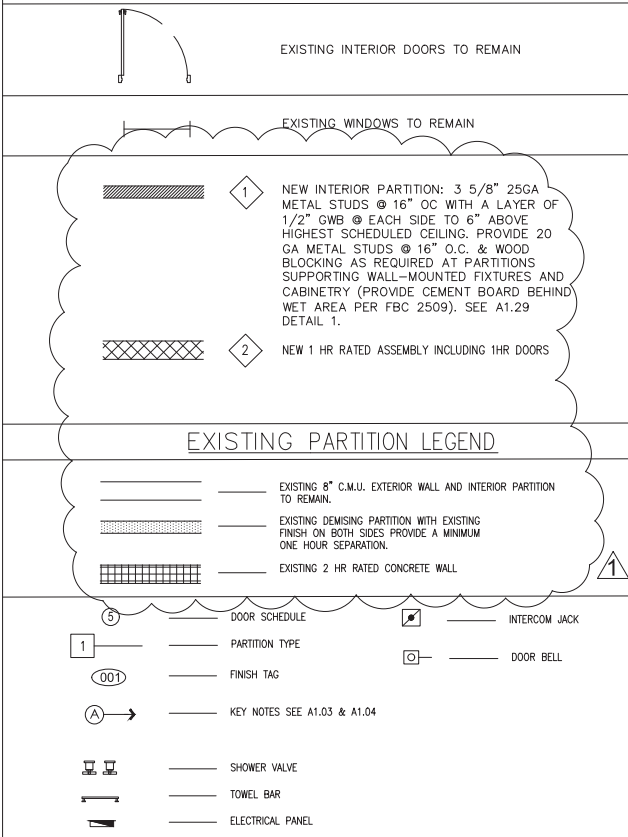 EXISTING INTERIOR DOORS TO REMAIN
EXISTING WINDOWS TO REMAIN
1
NEW INTERIOR PARTITION: 3 5/8" 25GA
METAL STUDS @ 16" OC WITH A LAYER OF
1/2" GWB @ EACH SIDE TO 6" ABOVE
HIGHEST SCHEDULED CEILING. PROVIDE 20
GA METAL STUDS @ 16" O.C. & WOOD
BLOCKING AS REQUIRED AT PARTITIONS
SUPPORTING WALL-MOUNTED FIXTURES AND
CABINETRY (PROVIDE CEMENT BOARD BEHIND
WET AREA PER FBC 2509). SEE A1.29
DETAIL 1.
2
NEW 1 HR RATED ASSEMBLY INCLUDING 1HR DOORS
EXISTING PARTITION LEGEND
EXISTING 8" C.M.U. EXTERIOR WALL AND INTERIOR PARTITION
TO REMAIN.
EXISTING DEMISING PARTITION WITH EXISTING
FINISH ON BOTH SIDES PROVIDE A MINIMUM
ONE HOUR SEPARATION.
EXISTING 2 HR RATED CONCRETE WALL
1
5
DOOR SCHEDULE
1
PARTITION TYPE
001
FINISH TAG
A
KEY NOTES SEE A1.03 & A1.04
SHOWER VALVE
TOWEL BAR
ELECTRICAL PANEL
INTERCOM JACK
DOOR BELL